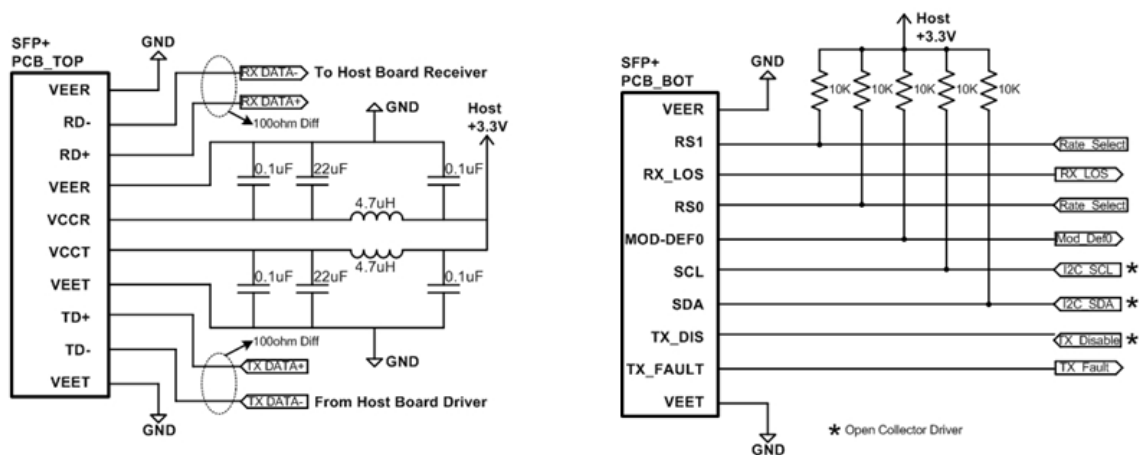 SFP+
PCB_TOP
GND
VEER
RX DATA-
To Host Board Receiver
RD-
RX DATA+
100ohm Diff
GND
Host
+3.3V
RD+
0.1uF
22uF
0.1uF
VEER
VCCR
4.7uH
VCCT
4.7uH
0.1uF
22uF
0.1uF
VEET
TD+
100ohm Diff
TD-
TX DATA+
GND
VEET
TX DATA-
From Host Board Driver
GND
Host
+3.3V
SFP+
PCB_BOT
GND
10K
10K
10K
10K
10K
VEER
RS1
Rate_Select
RX_LOS
RX_LOS
RS0
Rate_Select
MOD-DEF0
Mod_Def0
SCL
I2C_SCL *
SDA
I2C_SDA *
TX_DIS
TX_Disable *
TX_FAULT
TX_Fault
VEET
* Open Collector Driver
GND